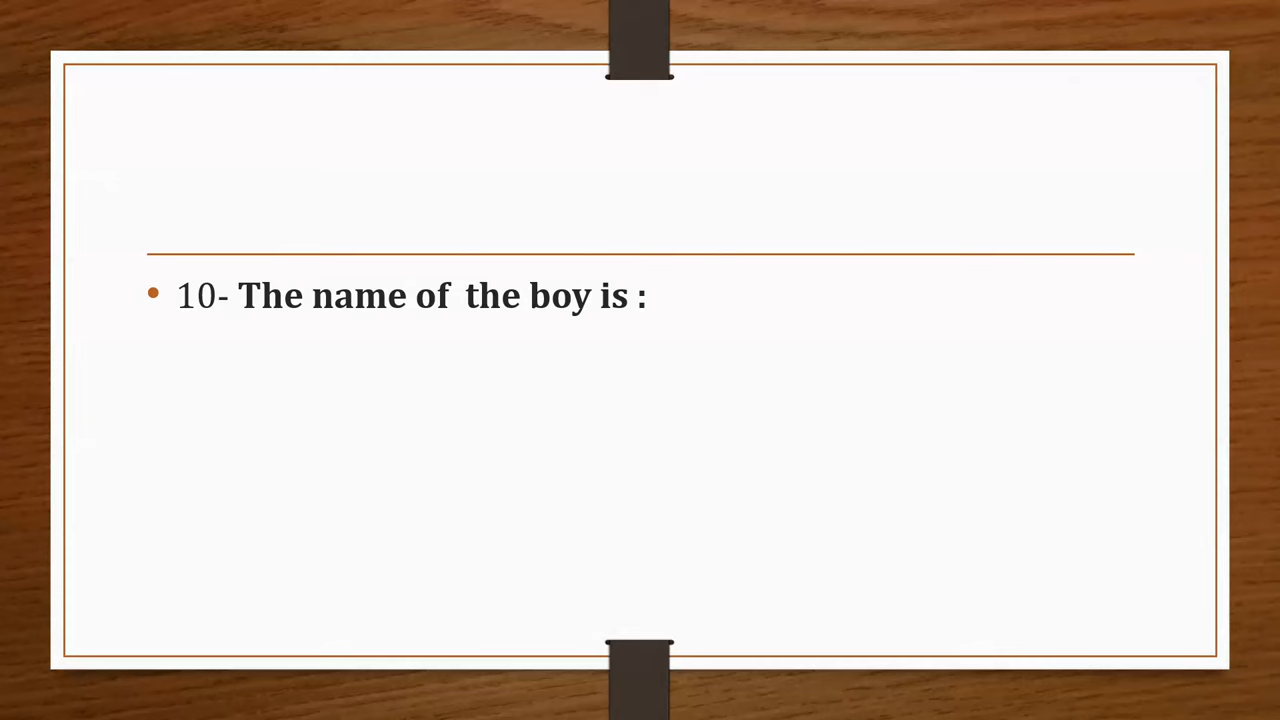 • 10- The name of  the boy is :